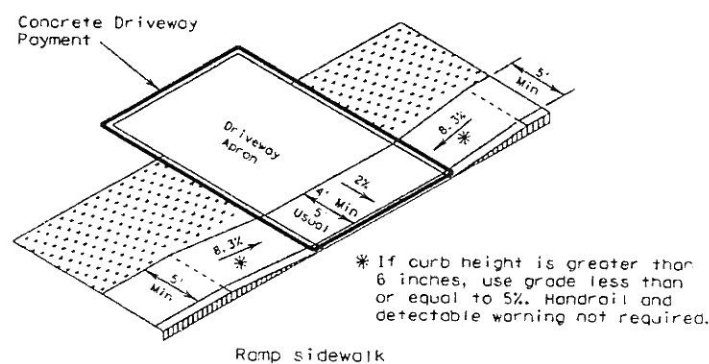 Concrete Driveway
Payment
5'
Min
8.3%
*
Driveway
Apron
2%
4' Min
5'
Usual
8.3%
*
5'
Min
* If curb height is greater than
6 inches, use grade less than
or equal to 5%. Handrail and
detectable warning not required.
Ramp sidewalk